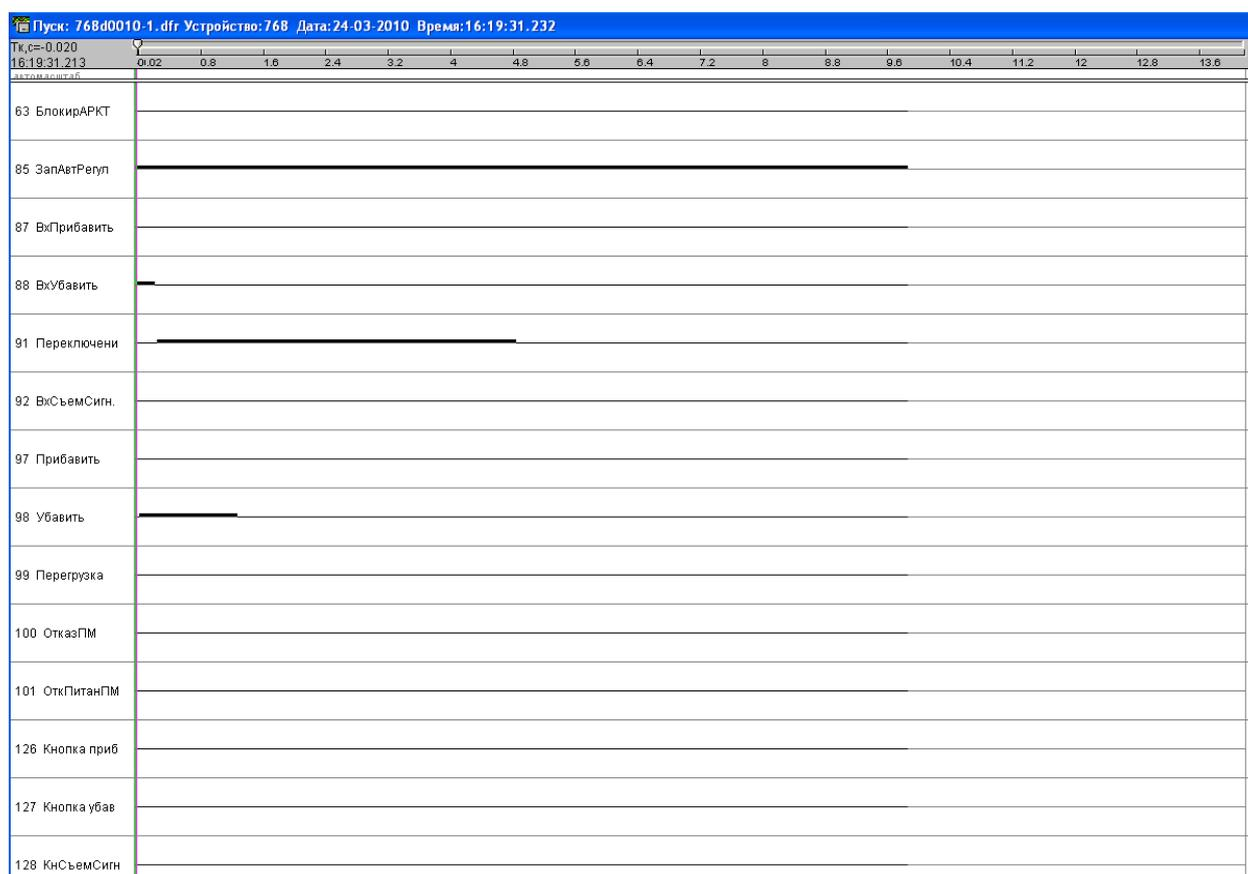 Пуск: 768d0010-1.dfr Устройство:768 Дата:24-03-2010 Время:16:19:31.232
Тк,с=-0.020
16:19:31.213 0.02 0.8 1.6 2.4 3.2 4 4.8 5.6 6.4 7.2 8 8.8 9.6 10.4 11.2 12 12.8 13.6
автомасштаб
63 БлокирАРКТ
85 ЗапАвтРегул
87 ВхПрибавить
88 ВхУбавить
91 Переключени
92 ВхСъемСигн.
97 Прибавить
98 Убавить
99 Перегрузка
100 ОтказПМ
101 ОткПитанПМ
126 Кнопка приб
127 Кнопка убав
128 КнСъемСигн